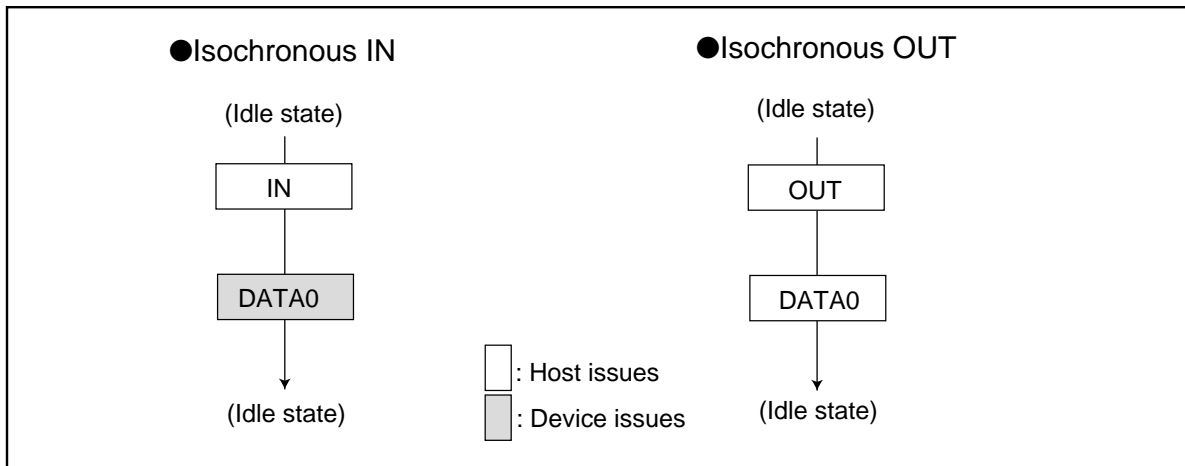 ●Isochronous IN
(Idle state)
IN
DATA0
(Idle state)
●Isochronous OUT
(Idle state)
OUT
DATA0
(Idle state)
: Host issues
: Device issues